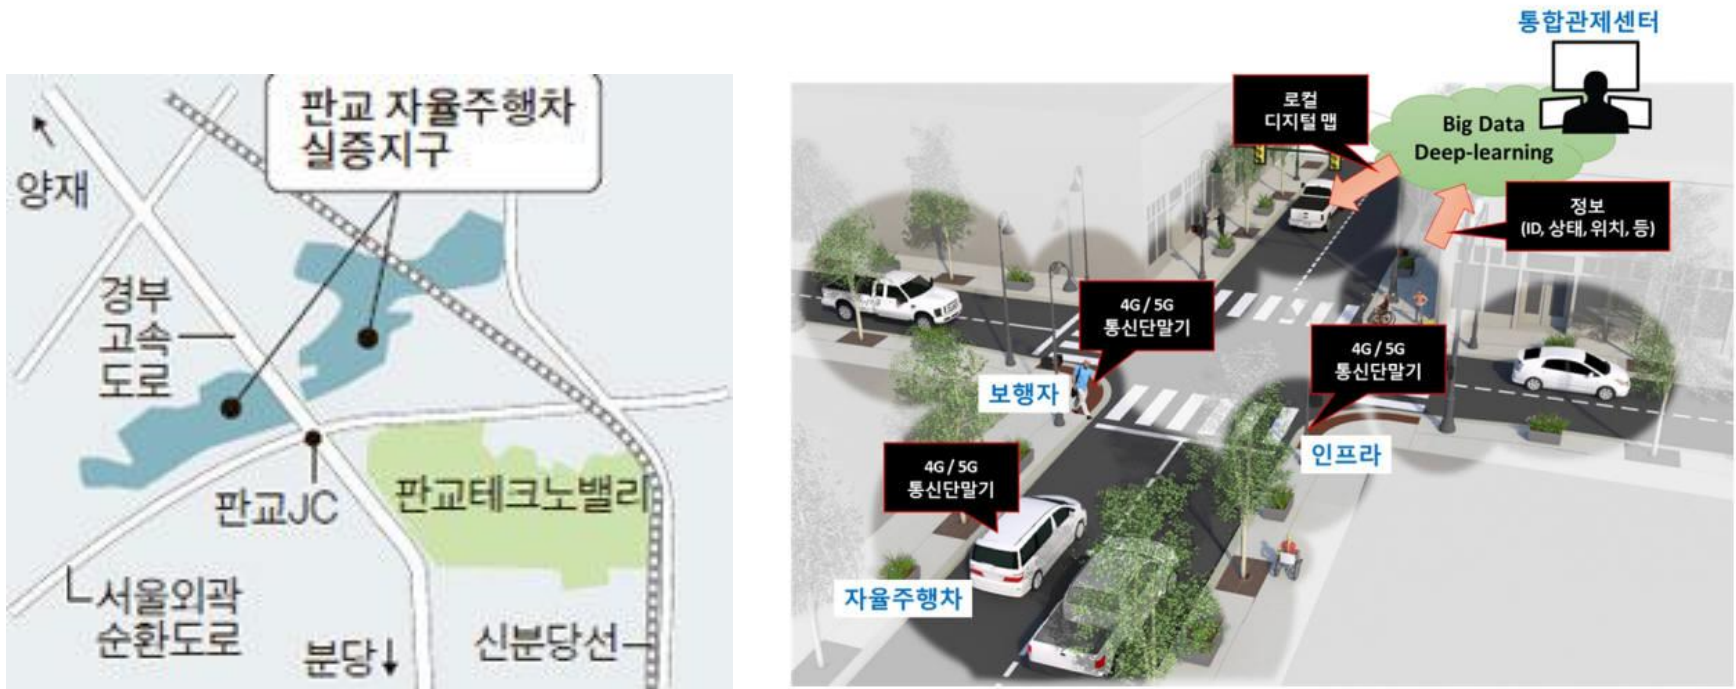 판교 자율주행차
실증지구
양재
경부
고속
도로
판교JC
판교테크노밸리
서울외곽
순환도로
분당
신분당선
통합관제센터
로컬
디지털 맵
Big Data
Deep-learning
정보
(ID, 상태, 위치, 등)
4G / 5G
통신단말기
4G / 5G
통신단말기
보행자
인프라
4G / 5G
통신단말기
자율주행차